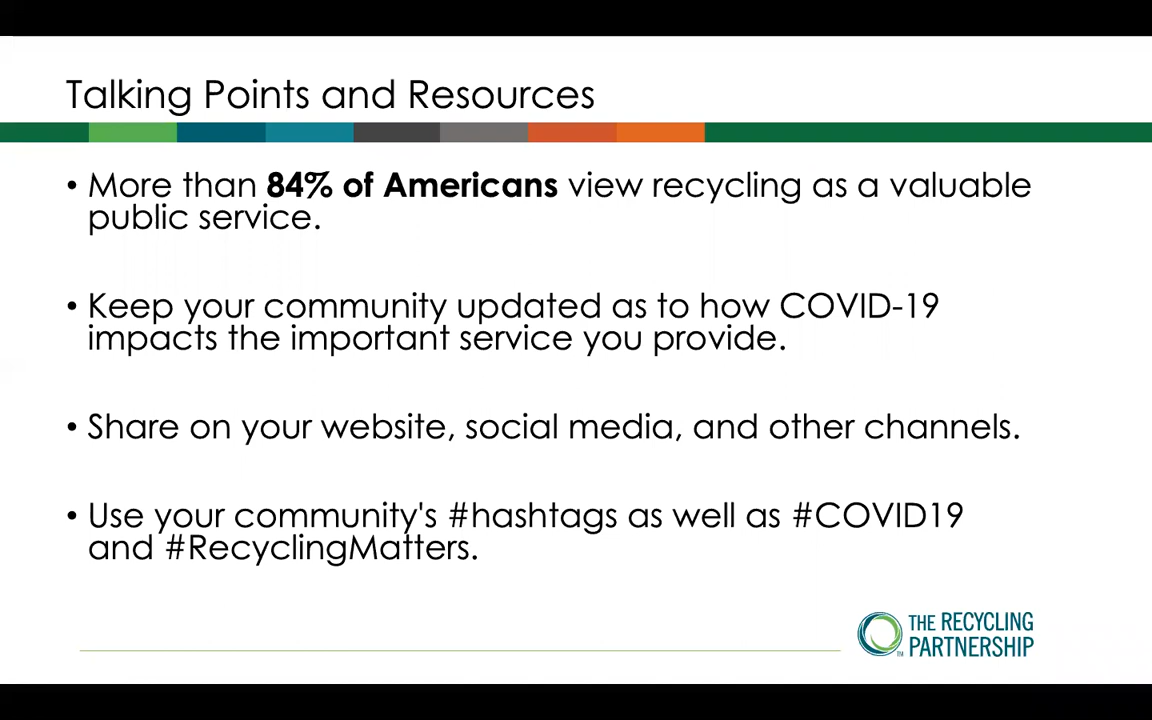 Talking Points and Resources
• More than 84% of Americans view recycling as a valuable
public service.
• Keep your community updated as to how COVID-19
impacts the important service you provide.
• Share on your website, social media, and other channels.
• Use your community's #hashtags as well as #COVID19
and #RecyclingMatters.
THE RECYCLING
PARTNERSHIP
TM